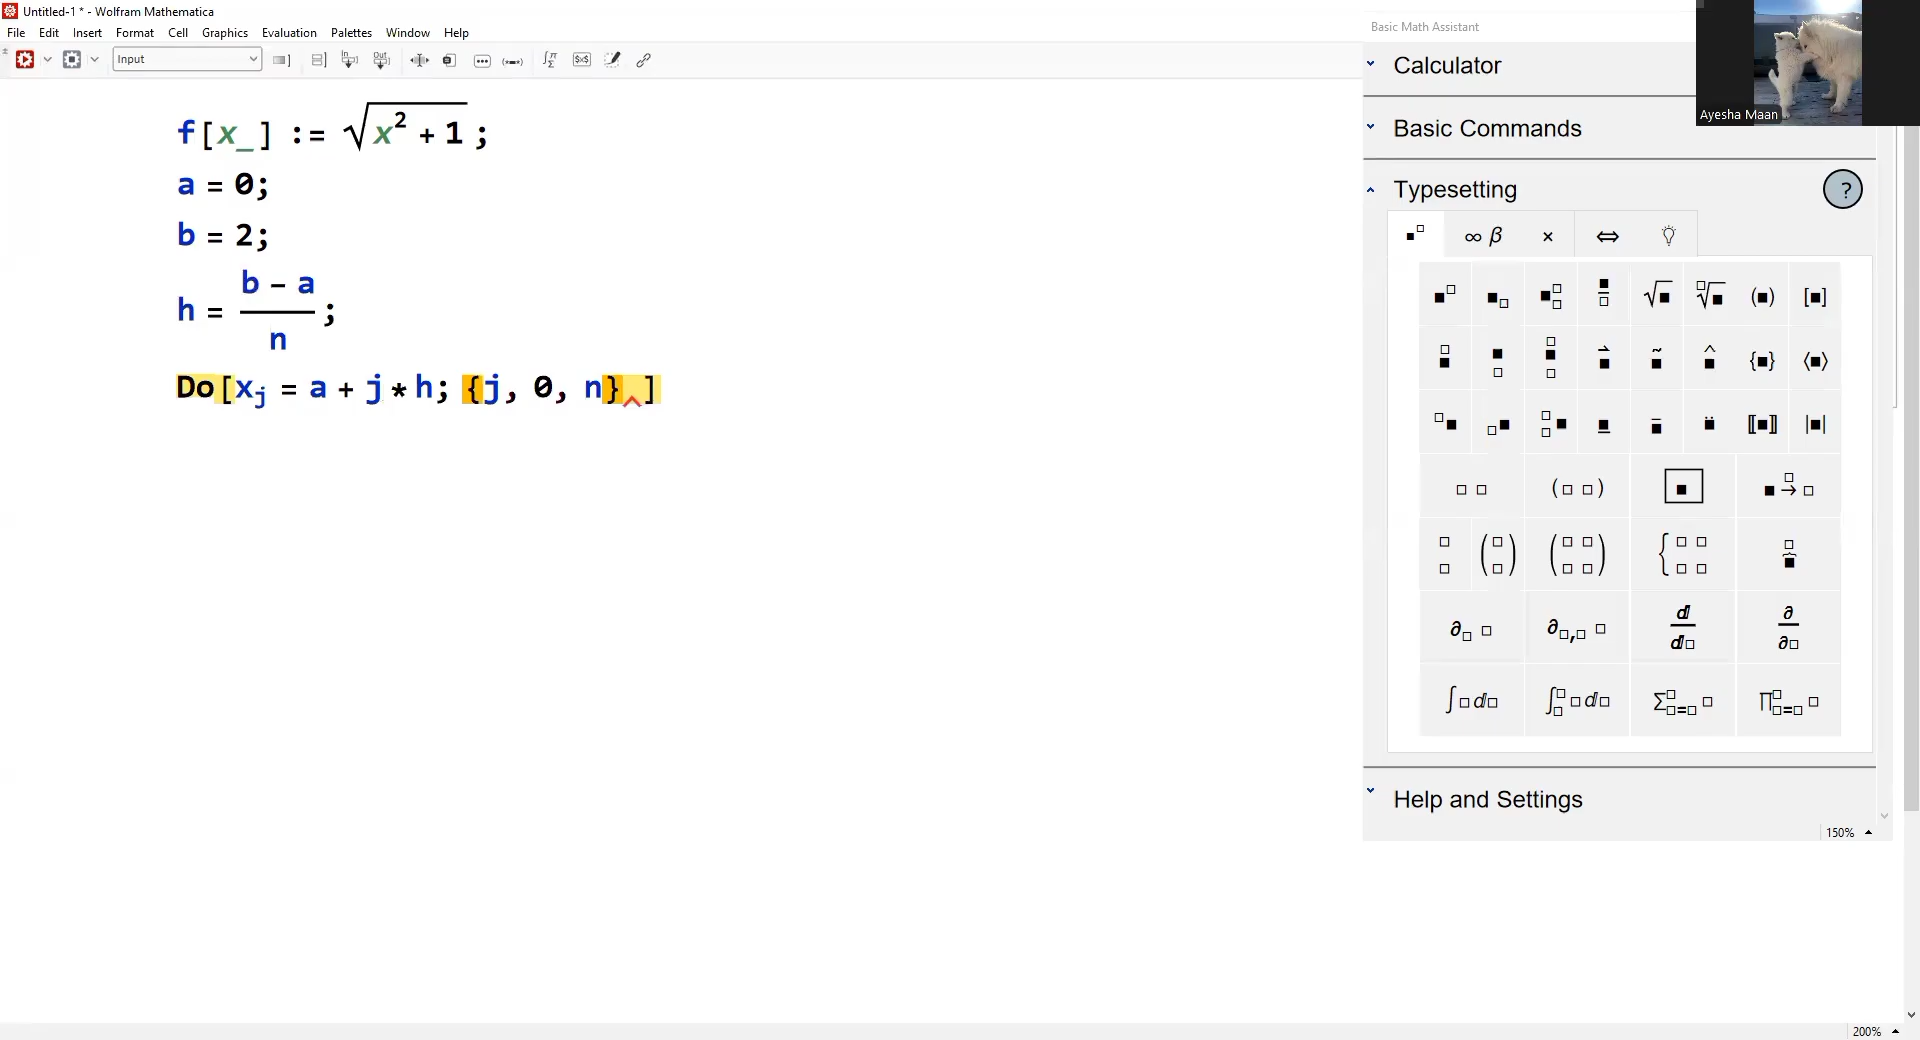 Untitled-1 * - Wolfram Mathematica
File Edit Insert Format Cell Graphics Evaluation Palettes Window Help
Input
f[x_] := √(x² + 1) ;
a = 0;
b = 2;
h = (b - a)/n ;
Do[xⱼ = a + j * h; {j, 0, n} ]
Basic Math Assistant
Calculator
Basic Commands
Typesetting
?
∞ β × ⇔
(■) [■]
{■} ⟨■⟩
⟦■⟧ |■|
□ □ (□ □) ■ ■→□
∂□ □ ∂□,□ □ ⅆ/ⅆ□ ∂/∂□
∫□ⅆ□ ∫□ⅆ□ ∑□=□ □ ∏□=□ □
Help and Settings
150%
Ayesha Maan
200%